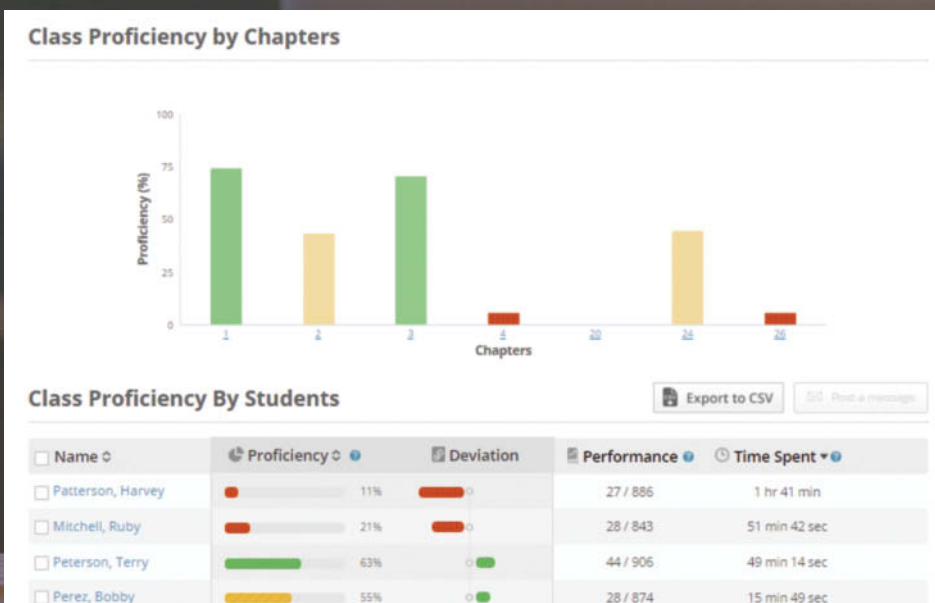 Class Proficiency by Chapters
100
75
50
25
0
Proficiency (%)
1 2 3 4 20 24 26
Chapters
Class Proficiency By Students
Export to CSV Post a message
Name Proficiency Deviation Performance Time Spent
Patterson, Harvey 11% 27 / 886 1 hr 41 min
Mitchell, Ruby 21% 28 / 843 51 min 42 sec
Peterson, Terry 63% 44 / 906 49 min 14 sec
Perez, Bobby 55% 28 / 874 15 min 49 sec